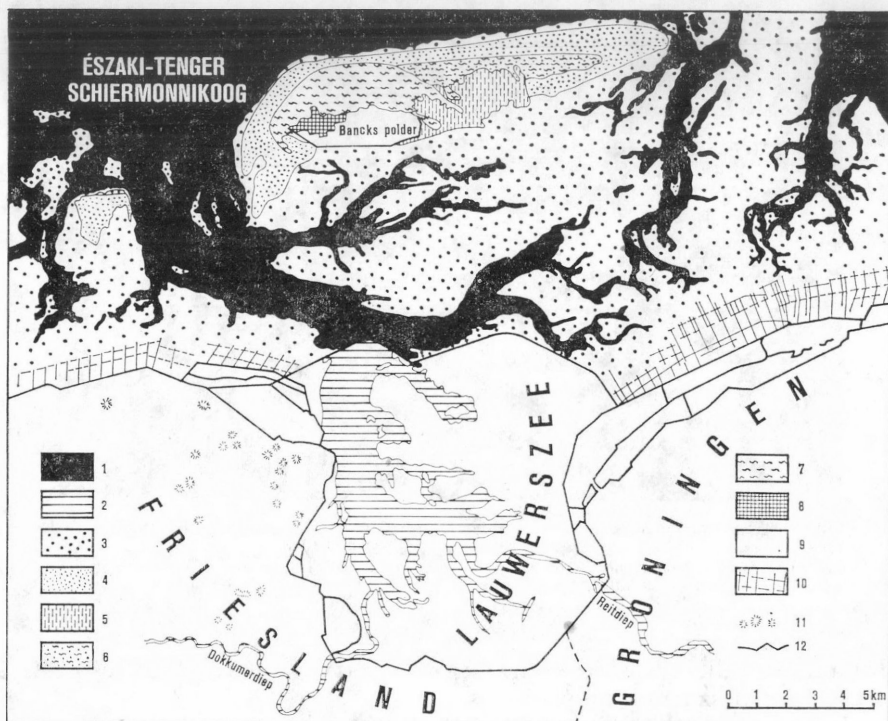 ÉSZAKI-TENGER
SCHIERMONNIKOOG
Bancks polder
FRIESLAND
LAUWERSZEE
GRONINGEN
Dokkumerdiep
Reitdiep
1
2
3
4
5
6
7
8
9
10
11
12
0 1 2 3 4 5km